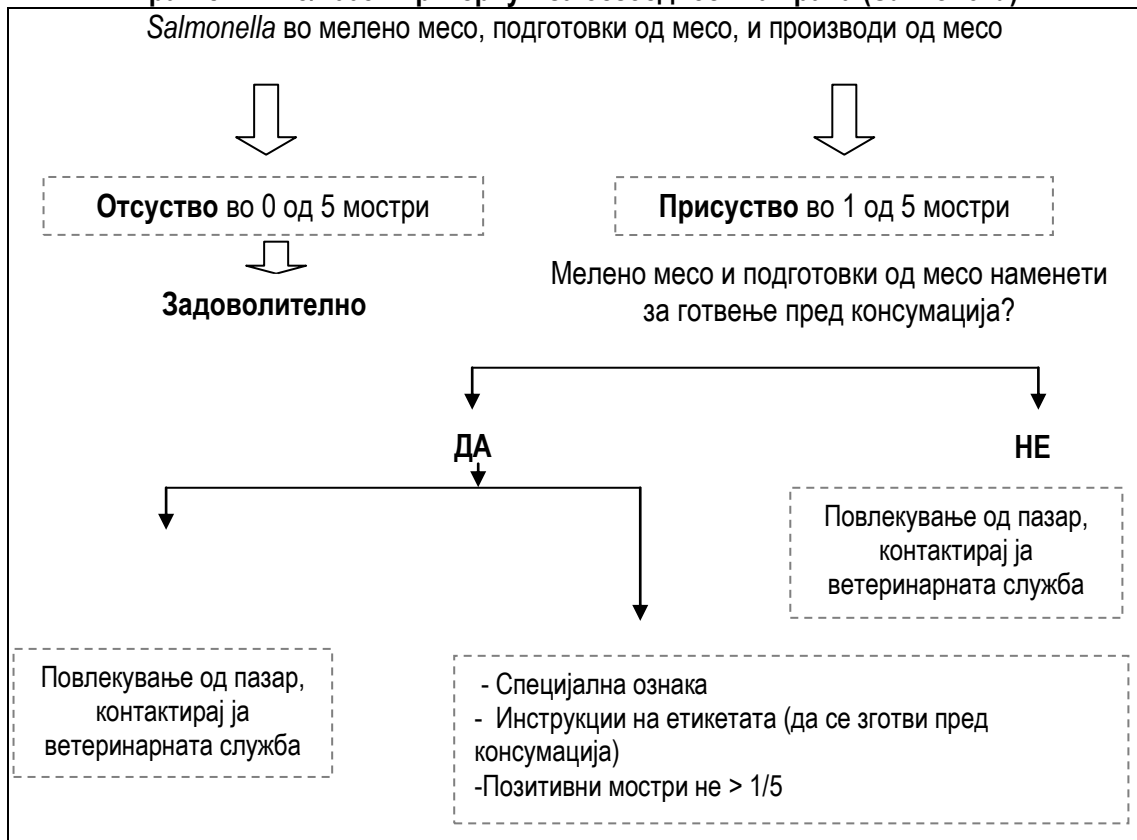 Salmonella во мелено месо, подготовки од месо, и производи од месо
Отсуство во 0 од 5 мостри
Присуство во 1 од 5 мостри
Задоволително
Мелено месо и подготовки од месо наменети
за готвење пред консумација?
ДА
НЕ
Повлекување од пазар,
контактирај ја
ветеринарната служба
Повлекување од пазар,
контактирај ја
ветеринарната служба
- Специјална ознака
- Инструкции на етикетата (да се зготви пред
консумација)
-Позитивни мостри не > 1/5